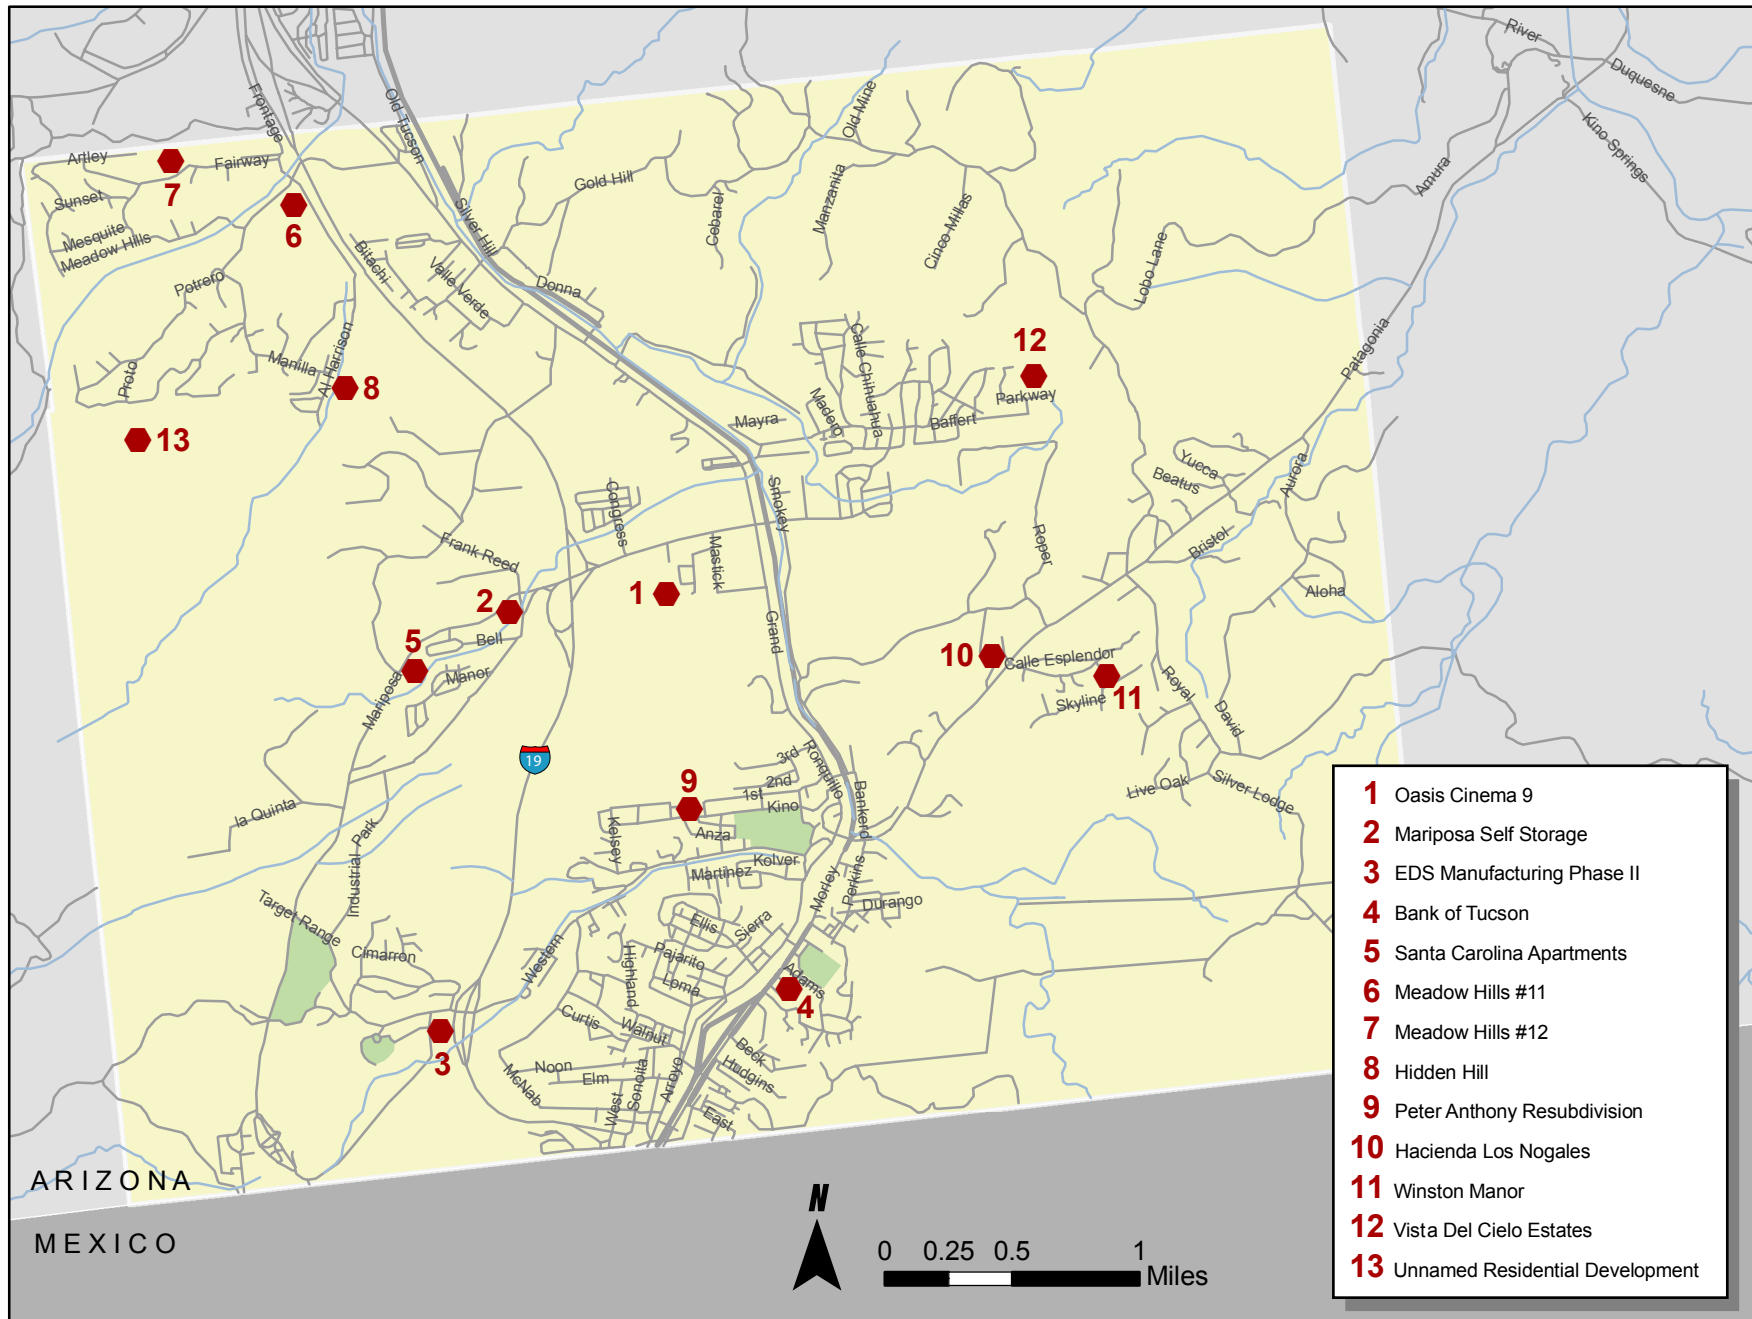 River
Duquesne
Kino Springs
Amura
Frontage
Old Tucson
Old Mine
Artley
Fairway
7
Sunset
6
Mesquite
Meadow Hills
Gold Hill
Silver Hill
Cebarel
Manzanita
Cinco Millas
Lobo Lane
Bitachi
Valle Verde
Donna
Potrero
Patagonia
Proto
Manilla
Al Harrison
8
13
12
Calle Chihuahua
Madero
Mayra
Baffert
Parkway
Yucca
Beatus
Aurora
Bristol
Aloha
Congress
Smokey
Frank Reed
Mastick
Roper
1
2
Grand
Bell
5
Manor
Mariposa
10
Calle Esplendor
11
Skyline
Royal
David
Live Oak
Silver Lodge
19
9
3rd
2nd
1st
Kino
Ronquillo
Bankerd
la Quinta
Industrial Park
Kelsey
Anza
Kolver
Martinez
Morley
Perkins
Durango
Target Range
Cimarron
Western
Highland
Ellis
Sierra
Pajarito
Loma
Adams
4
3
Curtis
Walnut
Noon
Elm
McNab
West
Sonoita
Arroyo
Beck
Hudgins
East
ARIZONA
MEXICO
N
0 0.25 0.5 1
Miles
1 Oasis Cinema 9
2 Mariposa Self Storage
3 EDS Manufacturing Phase II
4 Bank of Tucson
5 Santa Carolina Apartments
6 Meadow Hills #11
7 Meadow Hills #12
8 Hidden Hill
9 Peter Anthony Resubdivision
10 Hacienda Los Nogales
11 Winston Manor
12 Vista Del Cielo Estates
13 Unnamed Residential Development